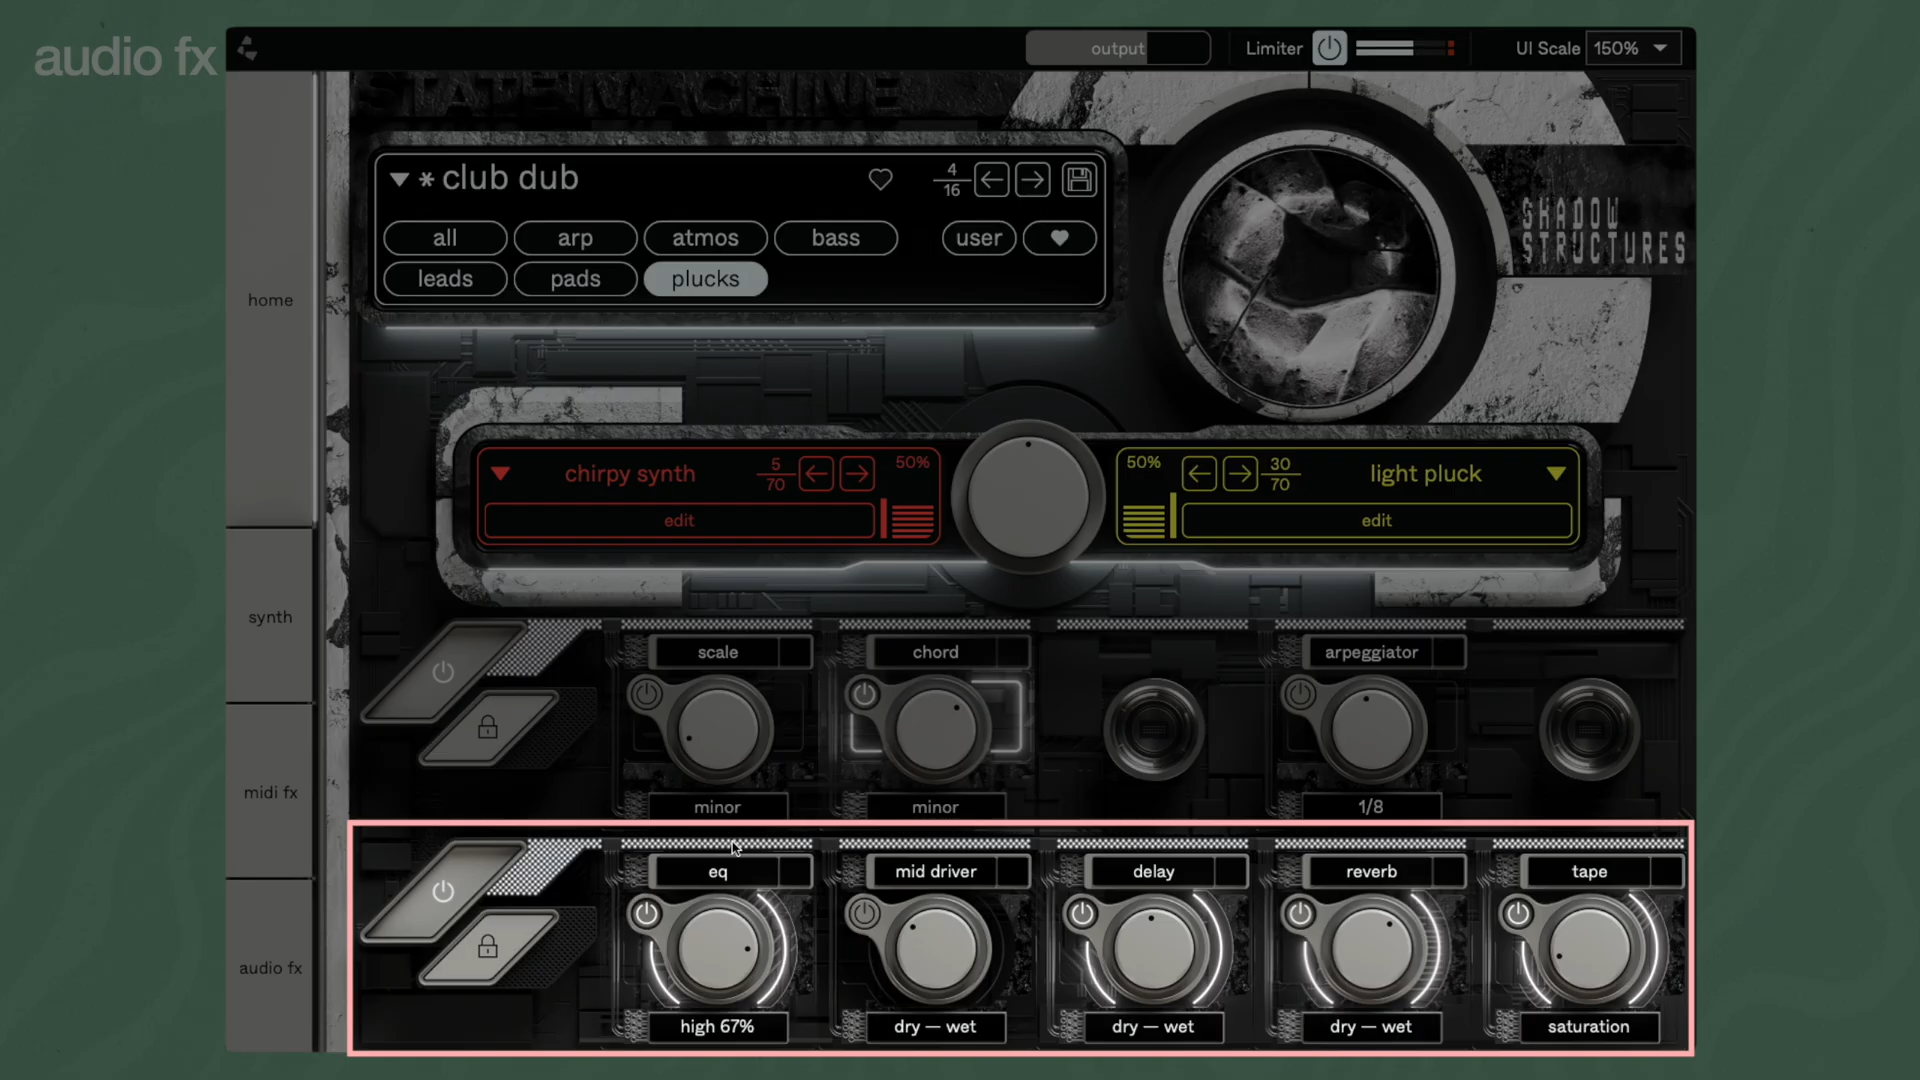 audio fx
output
Limiter
UI Scale
150%
STATE MACHINE
* club dub
4
16
all
arp
atmos
bass
user
leads
pads
plucks
SHADOW
STRUCTURES
home
synth
midi fx
audio fx
chirpy synth
5
70
50%
edit
50%
30
70
light pluck
edit
scale
chord
arpeggiator
minor
minor
1/8
eq
mid driver
delay
reverb
tape
high 67%
dry — wet
dry — wet
dry — wet
saturation